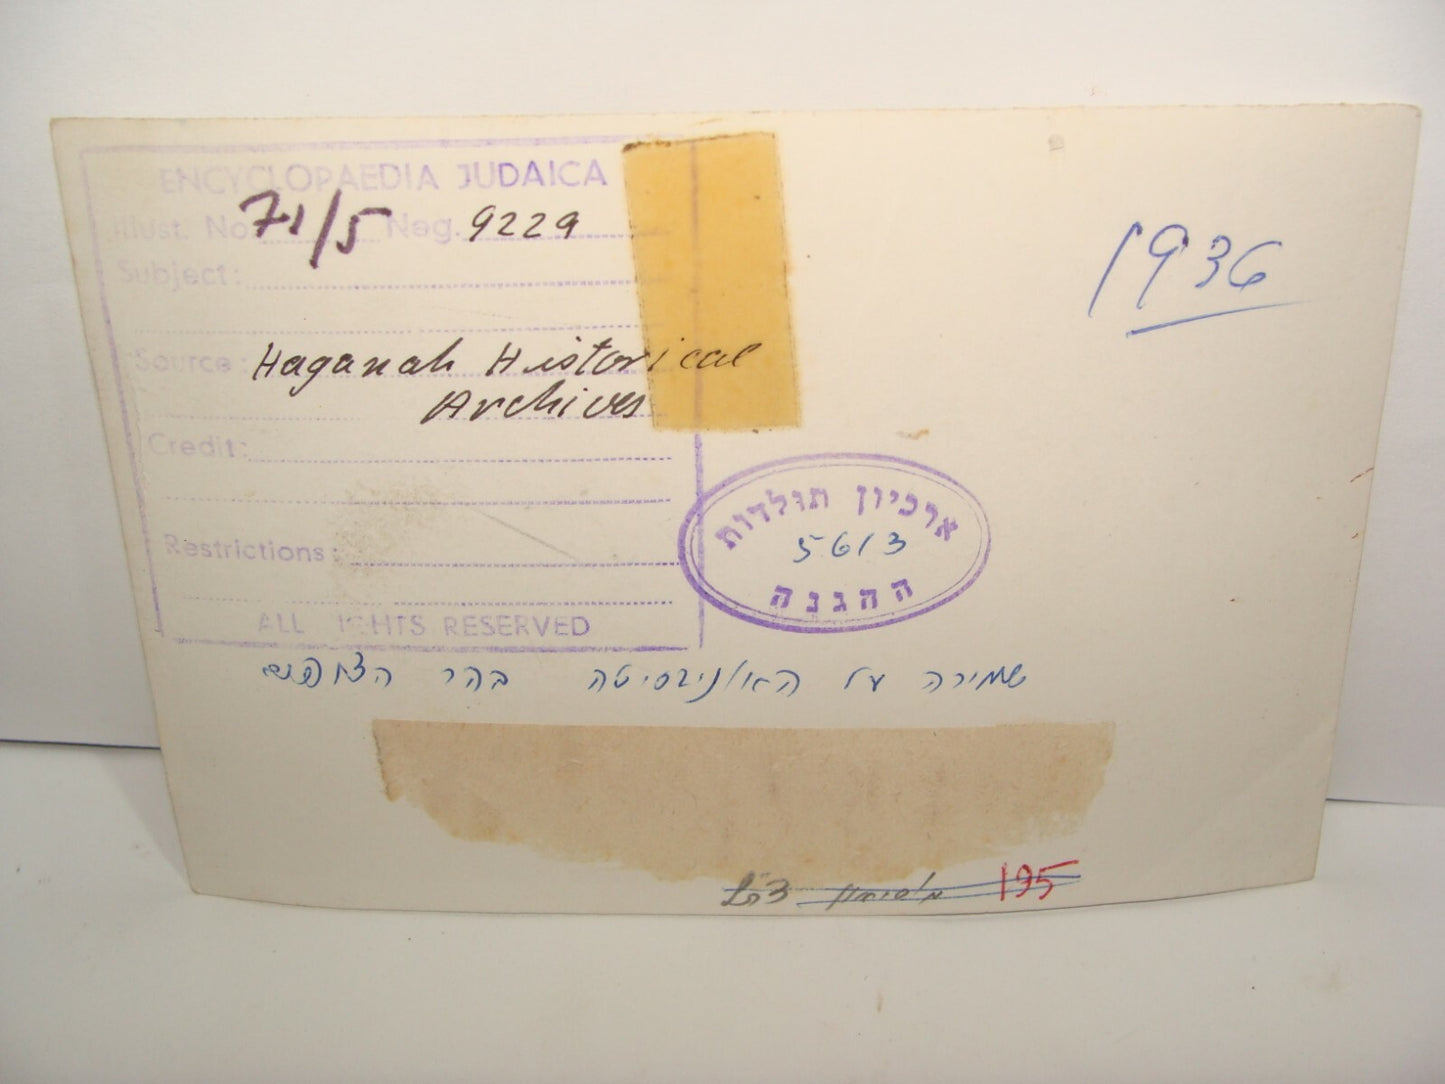 ENCYCLOPAEDIA JUDAICA
Illust. No. 71/5 Neg. 9229
Subject:
Source: Haganah Historical
Archives
Credit:
Restrictions:
ALL RIGHTS RESERVED
1936
ארכיון תולדות
5613
ההגנה
שמירה על האוניברסיטה בהר הצופים
195